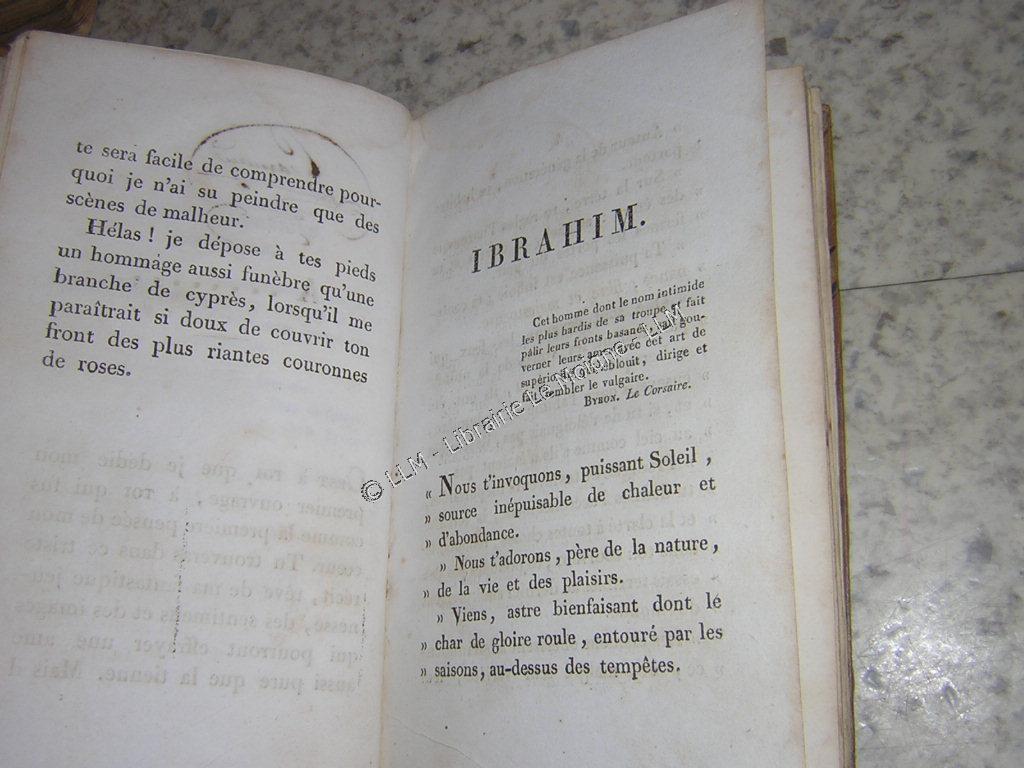 te sera facile de comprendre pour-
quoi je n'ai su peindre que des
scènes de malheur.
Hélas ! je dépose à tes pieds
un hommage aussi funèbre qu'une
branche de cyprès, lorsqu'il me
paraîtrait si doux de couvrir ton
front des plus riantes couronnes
de roses.
IBRAHIM.
Cet homme dont le nom intimide
les plus hardis de sa troupe et fait
pâlir leurs fronts basanés, sait gou-
verner leurs ames avec cet art de
supério qui éblouit, dirige et
fait trembler le vulgaire.
BYRON. Le Corsaire.
« Nous t'invoquons, puissant Soleil,
» source inépuisable de chaleur et
» d'abondance.
» Nous t'adorons, père de la nature,
» de la vie et des plaisirs.
» Viens, astre bienfaisant dont le
» char de gloire roule, entouré par les
» saisons, au-dessus des tempêtes.
© LLM - Librairie Le Moine - LLM